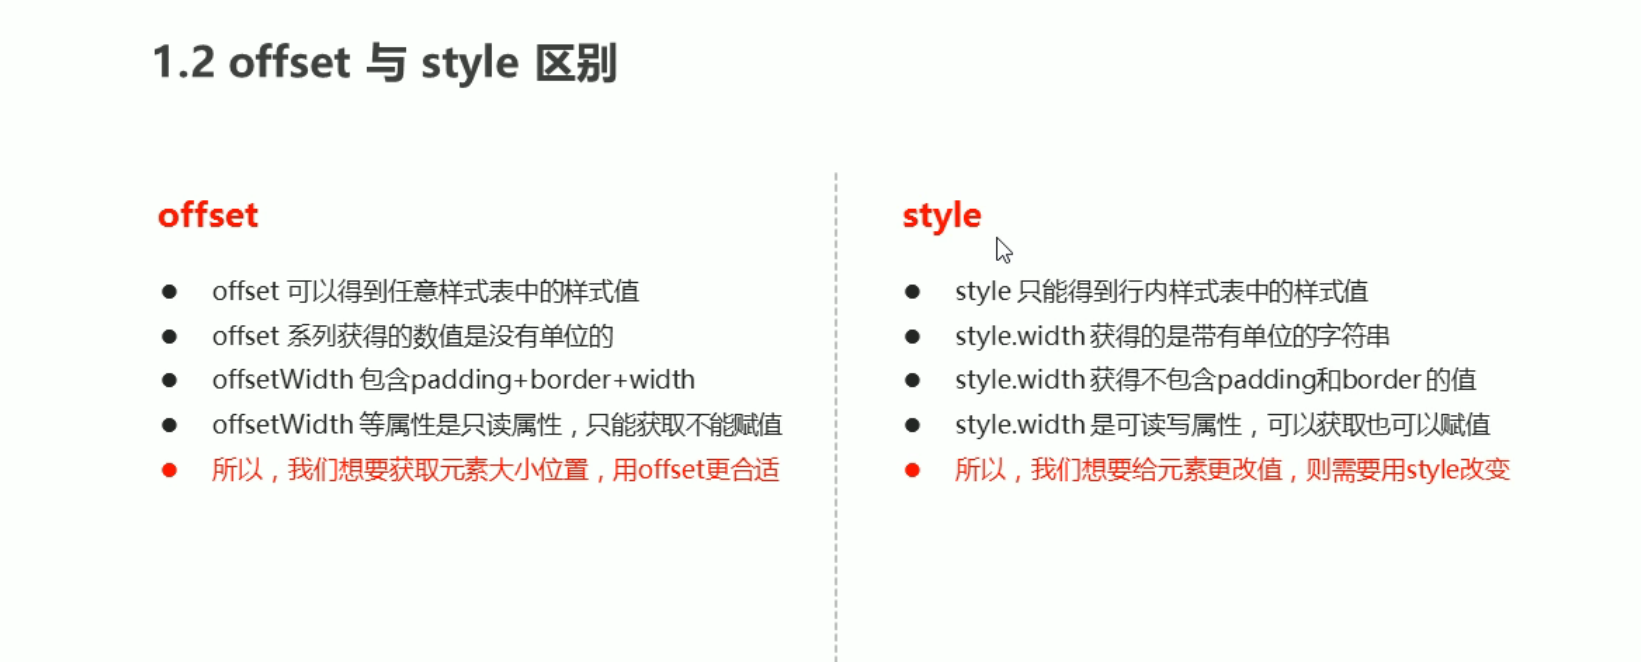 1.2 offset 与 style 区别
offset
● offset 可以得到任意样式表中的样式值
● offset 系列获得的数值是没有单位的
● offsetWidth 包含padding+border+width
● offsetWidth 等属性是只读属性，只能获取不能赋值
● 所以，我们想要获取元素大小位置，用offset更合适
style
● style 只能得到行内样式表中的样式值
● style.width 获得的是带有单位的字符串
● style.width 获得不包含padding和border 的值
● style.width 是可读写属性，可以获取也可以赋值
● 所以，我们想要给元素更改值，则需要用style改变